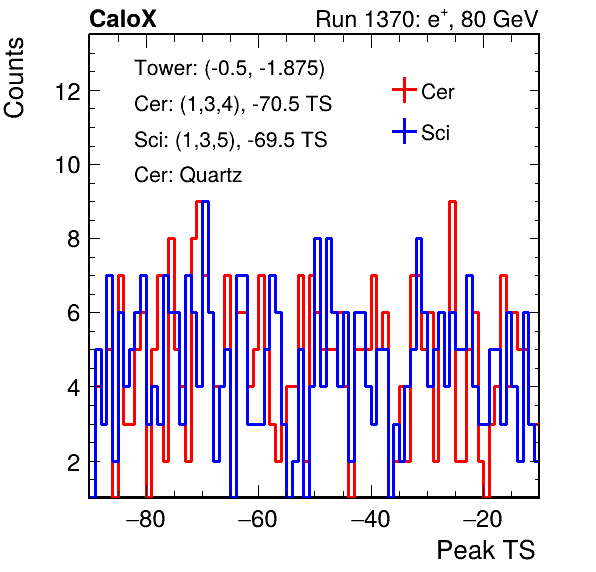 CaloX Run 1370: e⁺, 80 GeV
Counts
Tower: (-0.5, -1.875)
Cer: (1,3,4), -70.5 TS
Sci: (1,3,5), -69.5 TS
Cer: Quartz
Cer
Sci
12
10
8
6
4
2
−80 −60 −40 −20
Peak TS